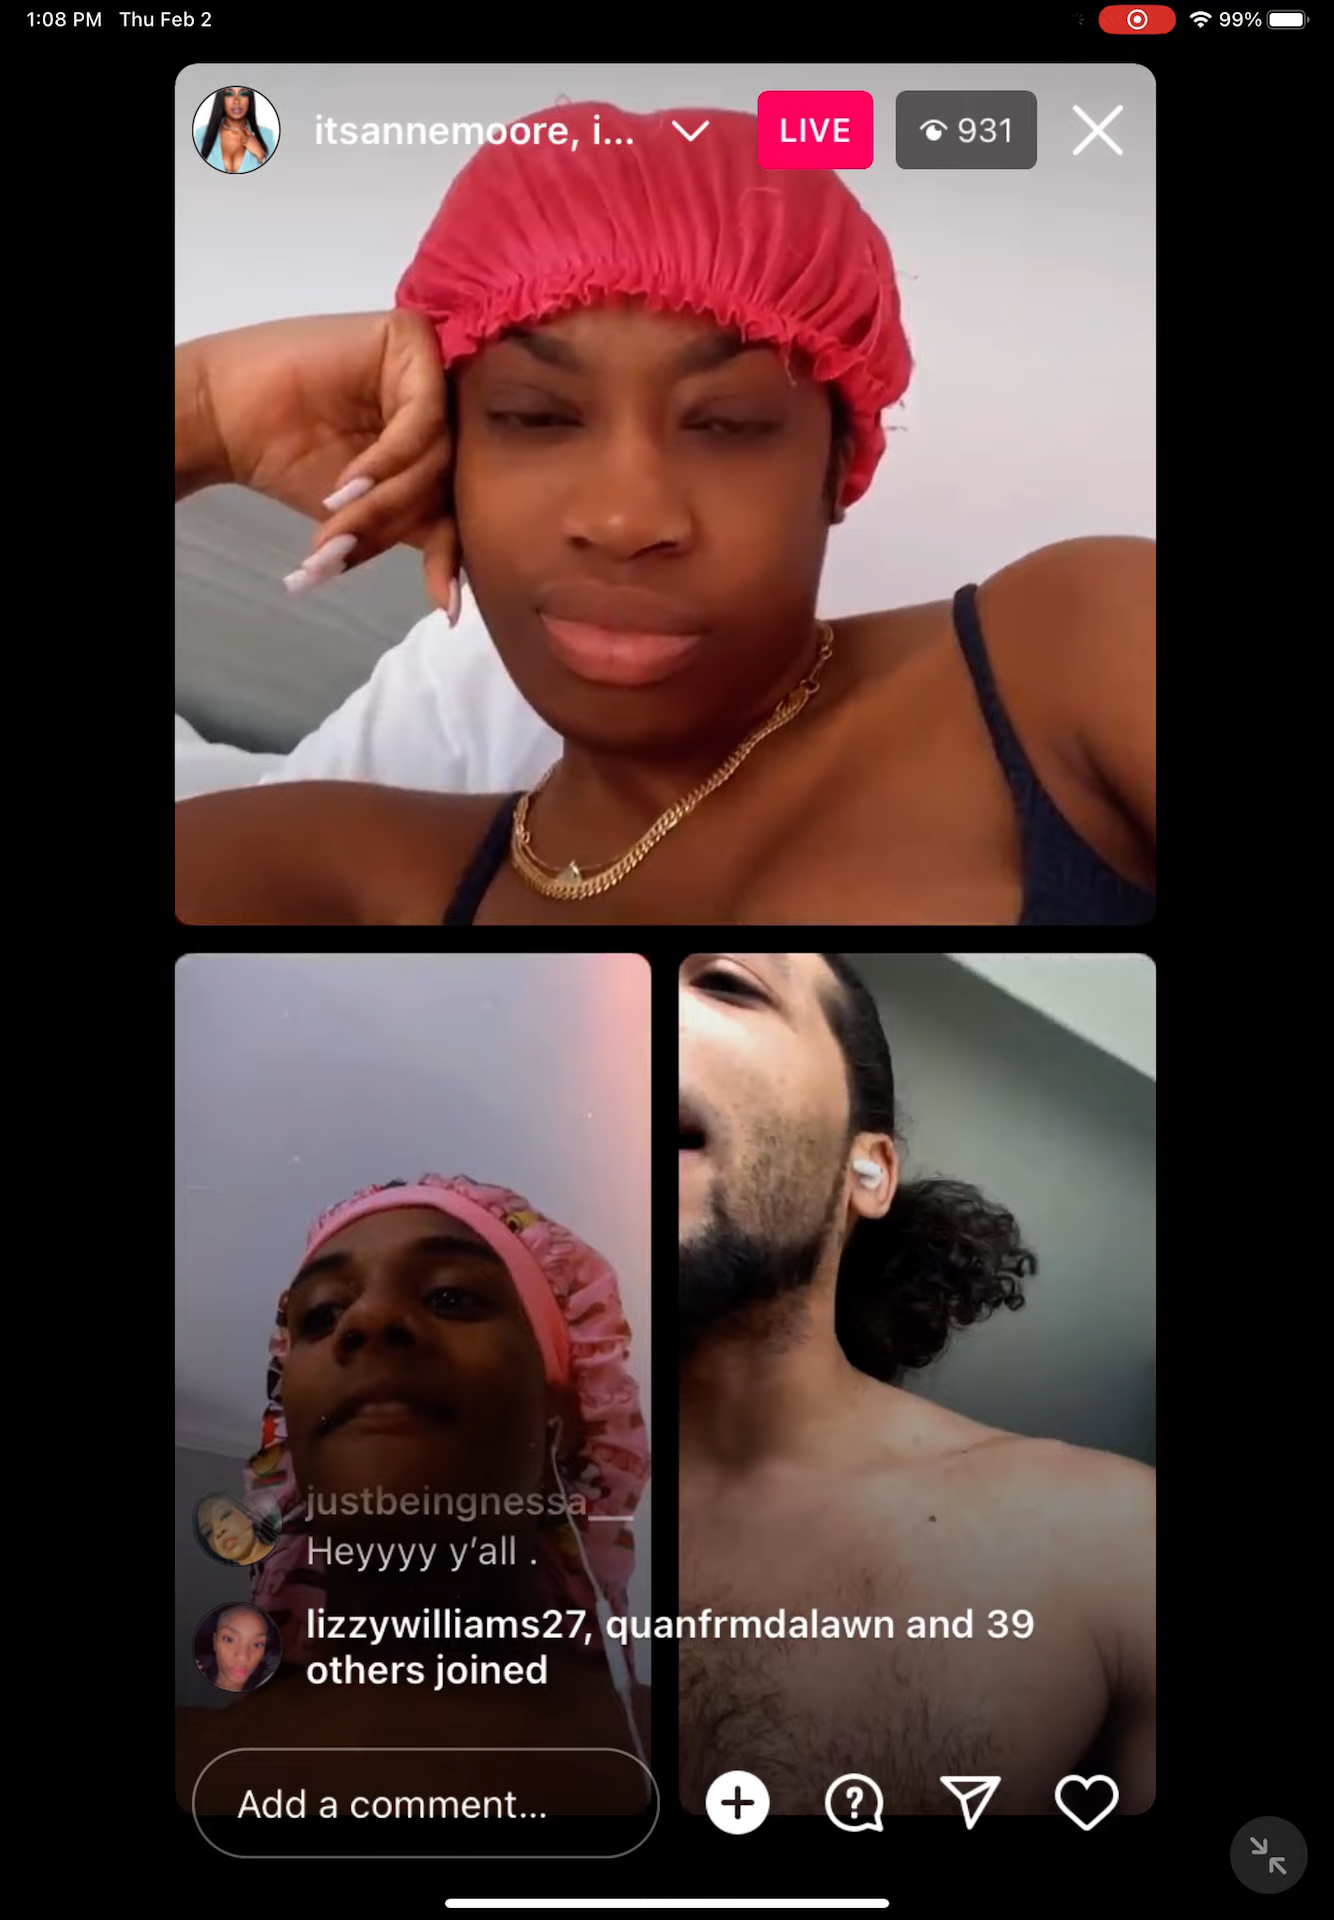 1:08 PM Thu Feb 2
99%
itsannemoore, i...
LIVE
931
justbeingnessa__
Heyyyy y'all .
lizzywilliams27, quanfrmdalawn and 39
others joined
Add a comment...